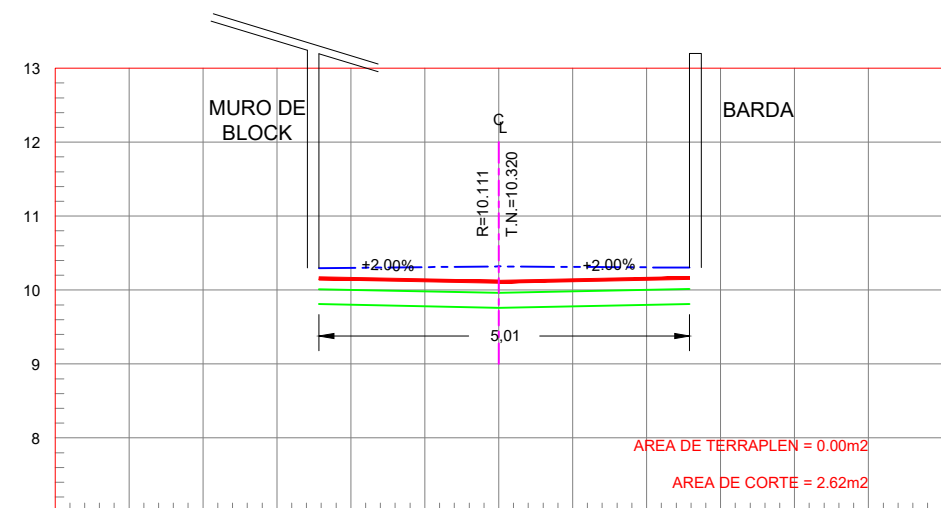 13
MURO DE
BLOCK
BARDA
12
CL
R=10.111
T.N.=10.320
11
+2.00%
+2.00%
10
5,01
9
8
AREA DE TERRAPLEN = 0.00m2
AREA DE CORTE = 2.62m2